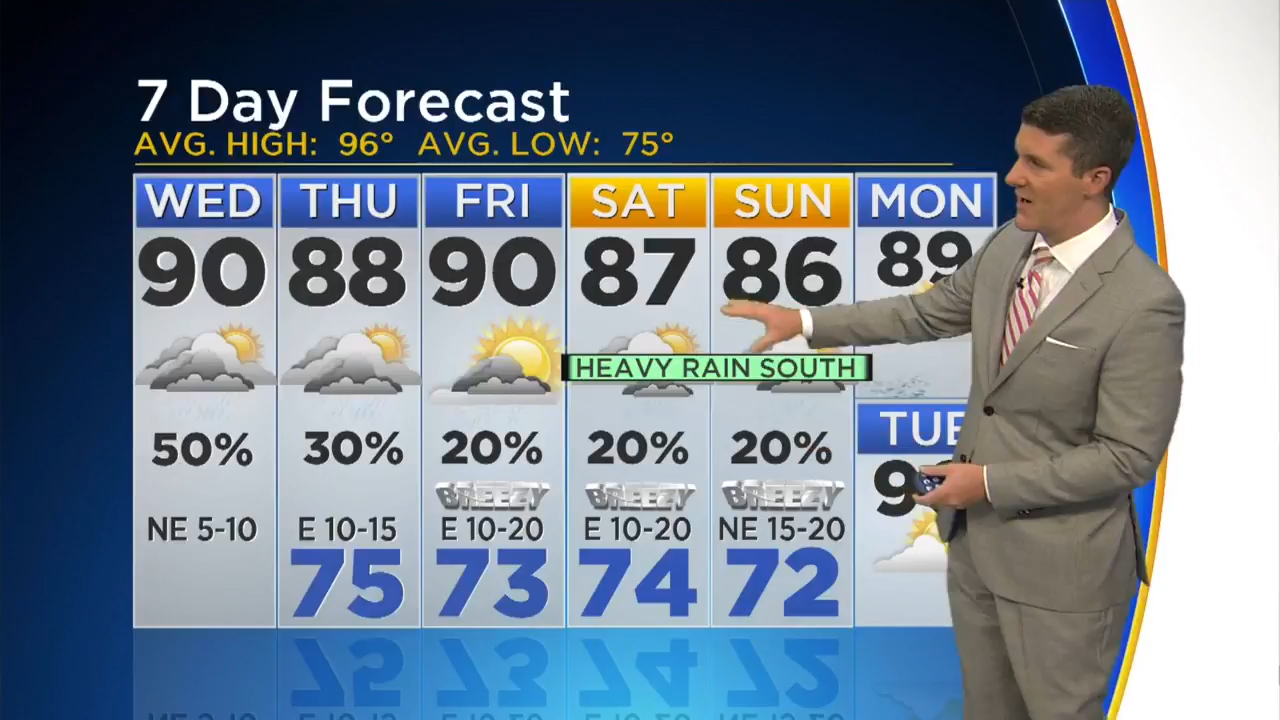 7 Day Forecast
AVG. HIGH: 96° AVG. LOW: 75°
WED THU FRI SAT SUN MON
90 88 90 87 86 89
HEAVY RAIN SOUTH
TUE
50% 30% 20% 20% 20%
BREEZY BREEZY BREEZY
NE 5-10 E 10-15 E 10-20 E 10-20 NE 15-20
75 73 74 72